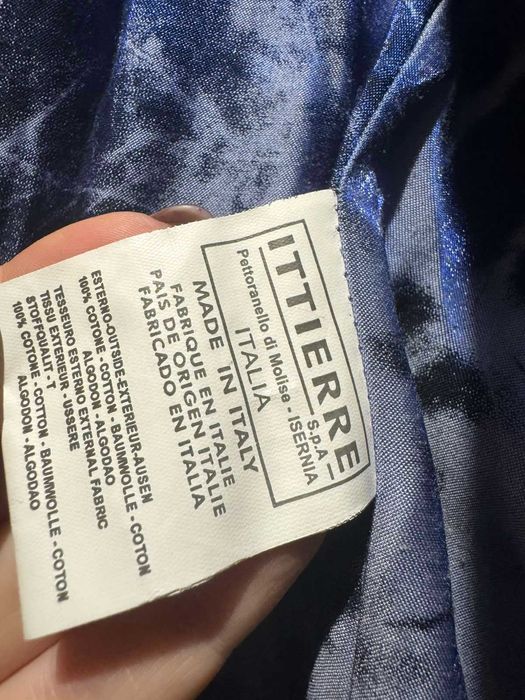 ITTIERRE
S.p.A
Pettoranello di Molise - ISERNIA
ITALIA
MADE IN ITALY
FABRIQUE EN ITALIE
PAIS DE ORIGEN ITALIE
FABRICADO EN ITALIA
ESTERNO-OUTSIDE-EXTERIEUR-AUSEN
100% COTONE - COTTON - BAUMWOLLE - COTON
ALGODON - ALGODAO
TESSEURO ESTERNO EXTERNAL FABRIC
TISSU EXTERIEUR - USSERE
STOFFQUALIT - T
100% COTONE - COTTON - BAUMWOLLE - COTON
ALGODON - ALGODAO